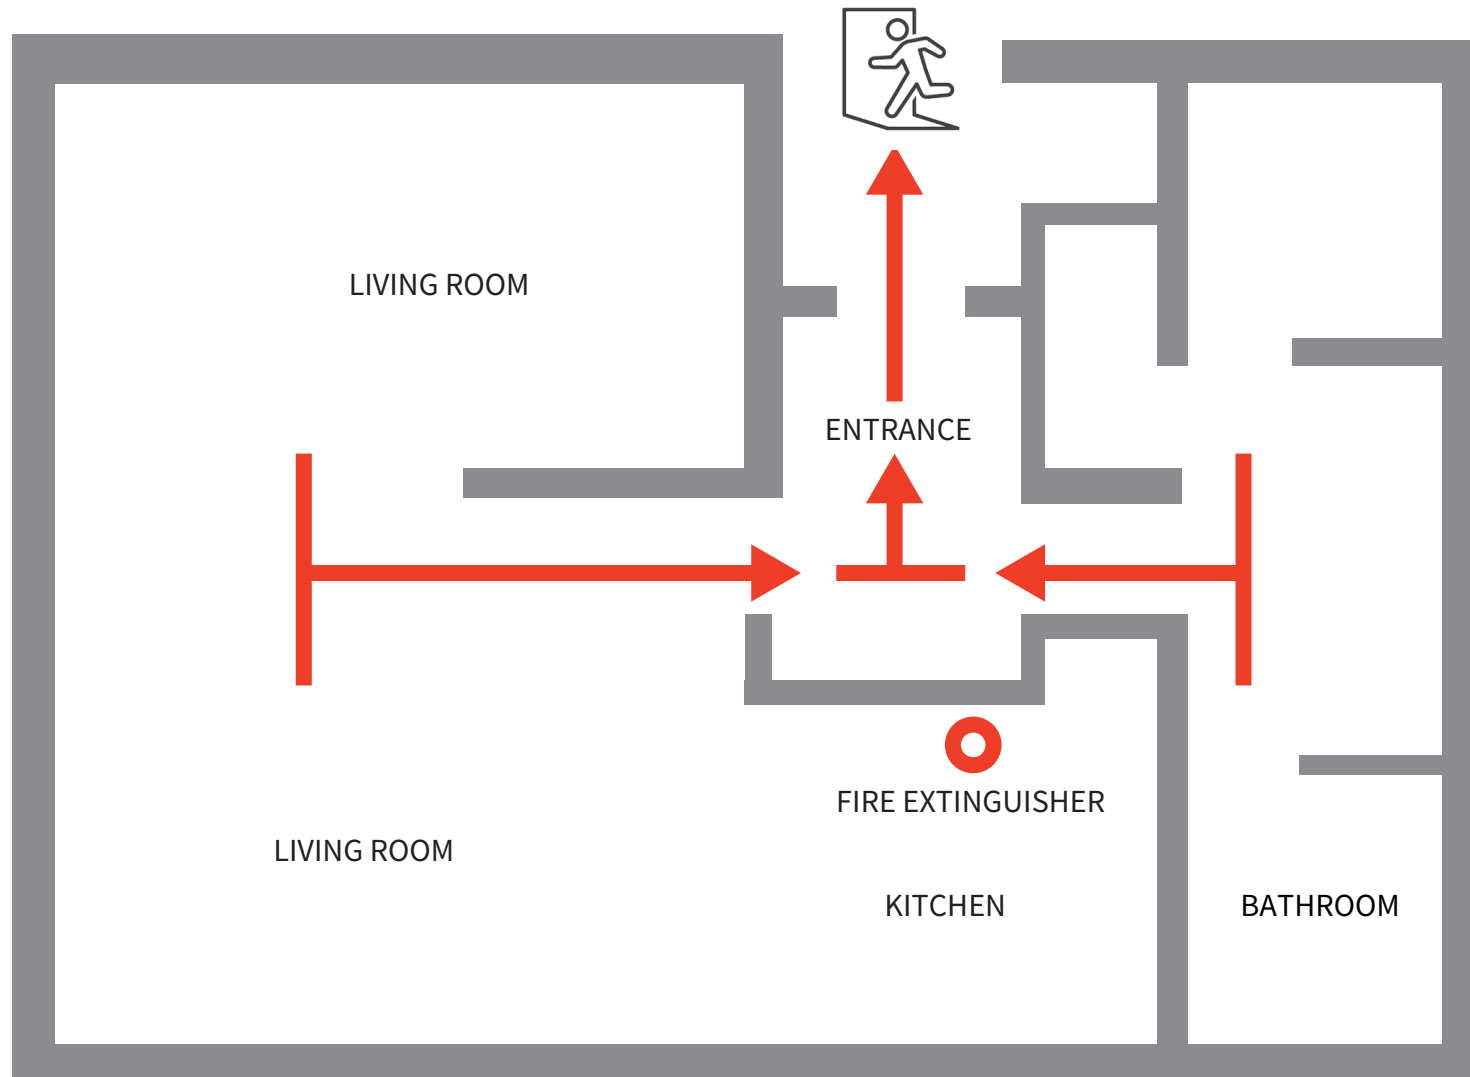 LIVING ROOM
ENTRANCE
FIRE EXTINGUISHER
LIVING ROOM
KITCHEN
BATHROOM